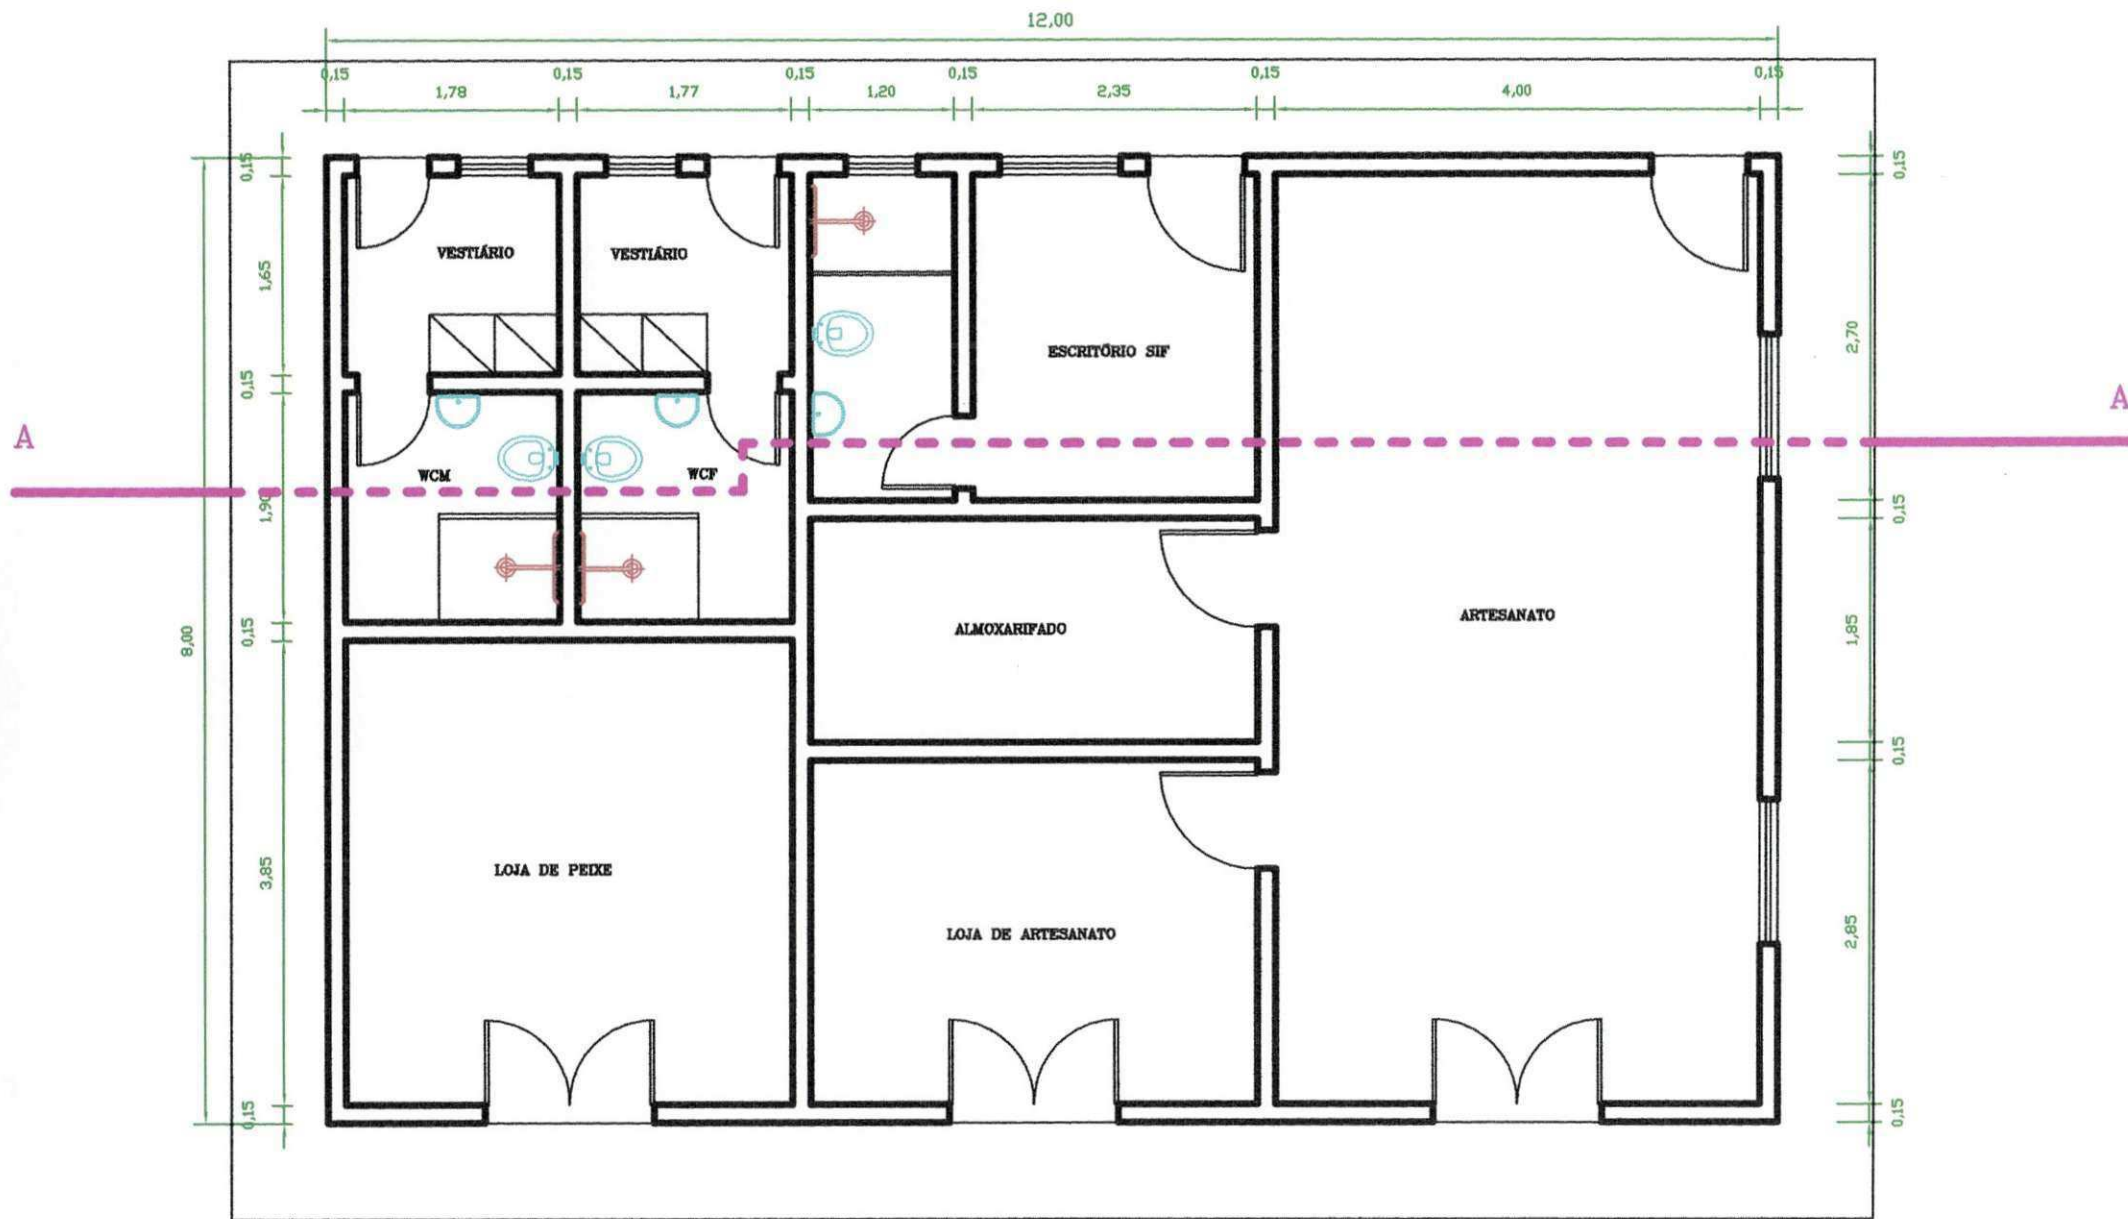 12,00
0,15 0,15 0,15 0,15 0,15 0,15
1,78 1,77 1,20 2,35 4,00
0,15 0,15
VESTIÁRIO VESTIÁRIO
1,65
2,70
ESCRITÓRIO SIF
0,15
A A
WCM WCF
1,90 0,15
ALMOXARIFADO ARTESANATO
8,00 0,15 1,85
0,15
LOJA DE PEIXE
3,85
LOJA DE ARTESANATO 2,85
0,15 0,15